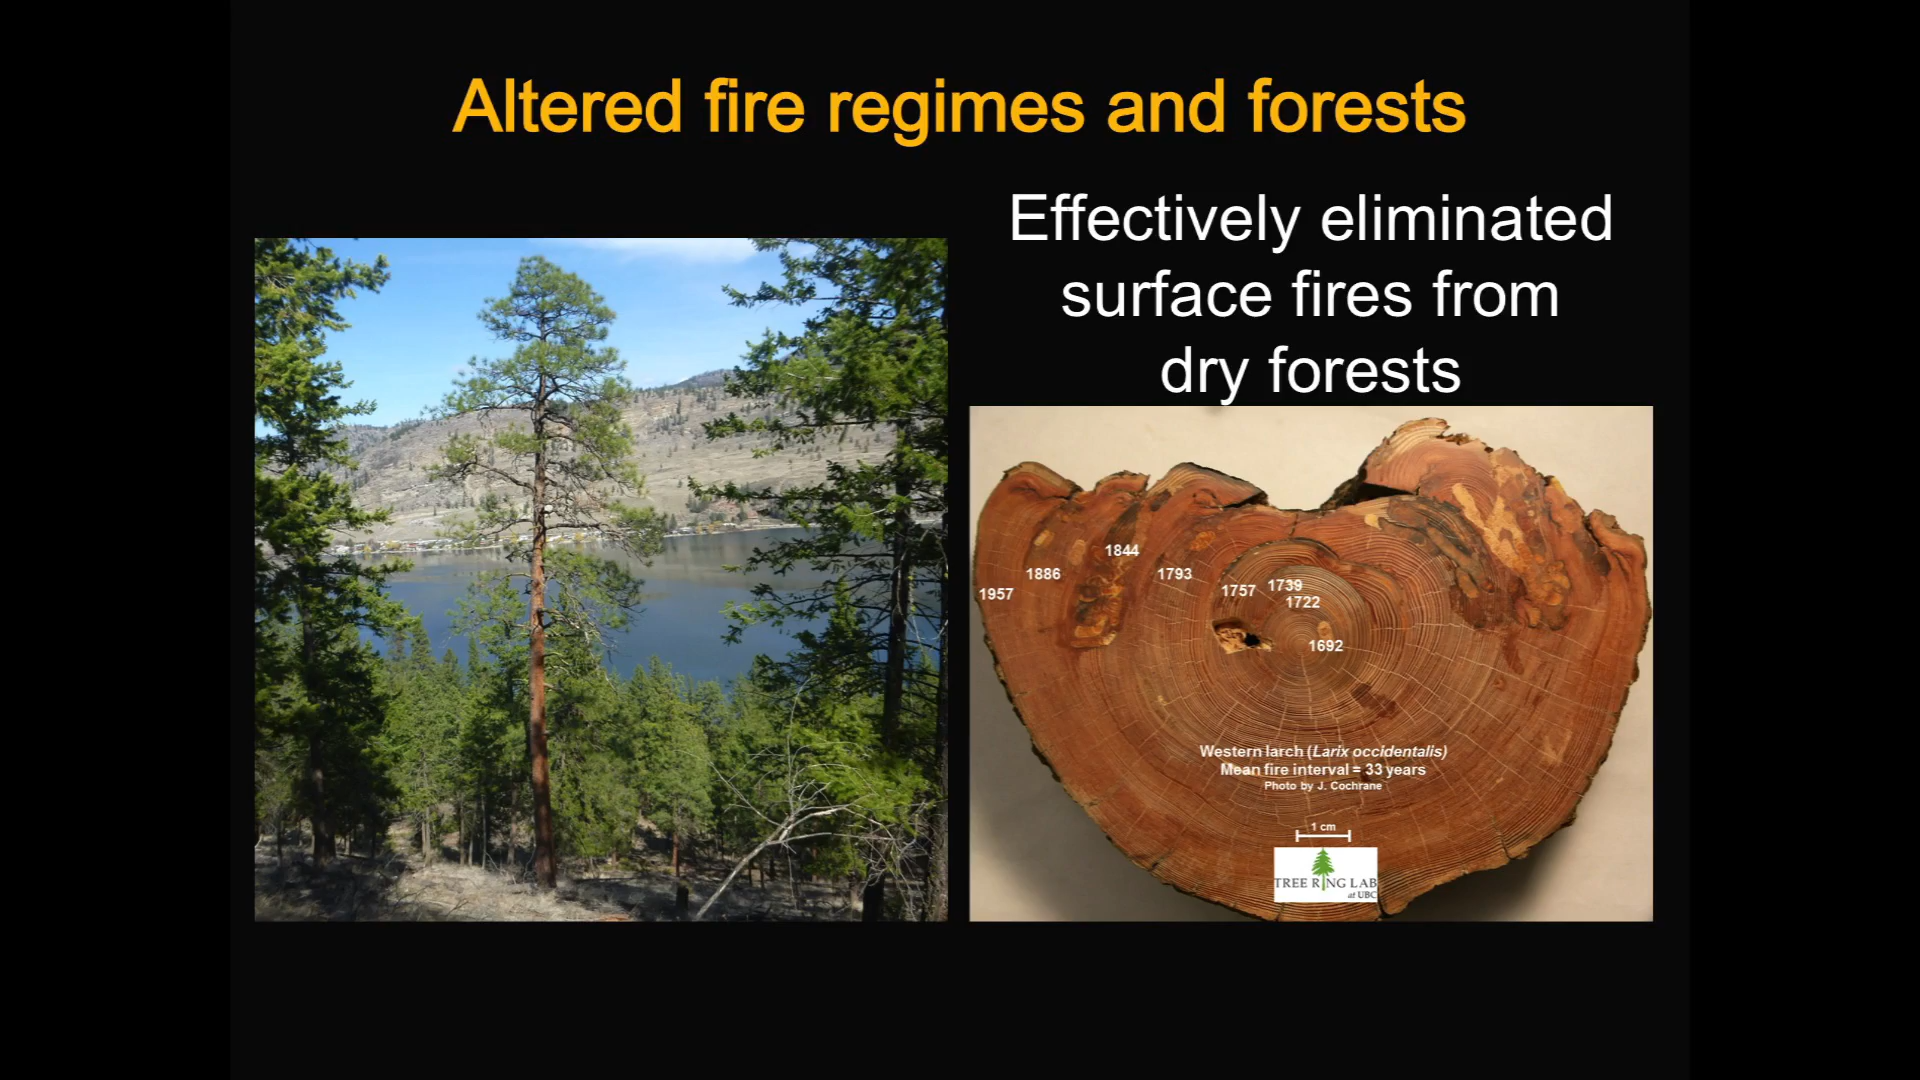 Altered fire regimes and forests
Effectively eliminated
surface fires from
dry forests
1957
1886
1844
1793
1757
1739
1722
1692
Western larch (Larix occidentalis)
Mean fire interval = 33 years
Photo by J. Cochrane
1 cm
TREE RING LAB
at UBC